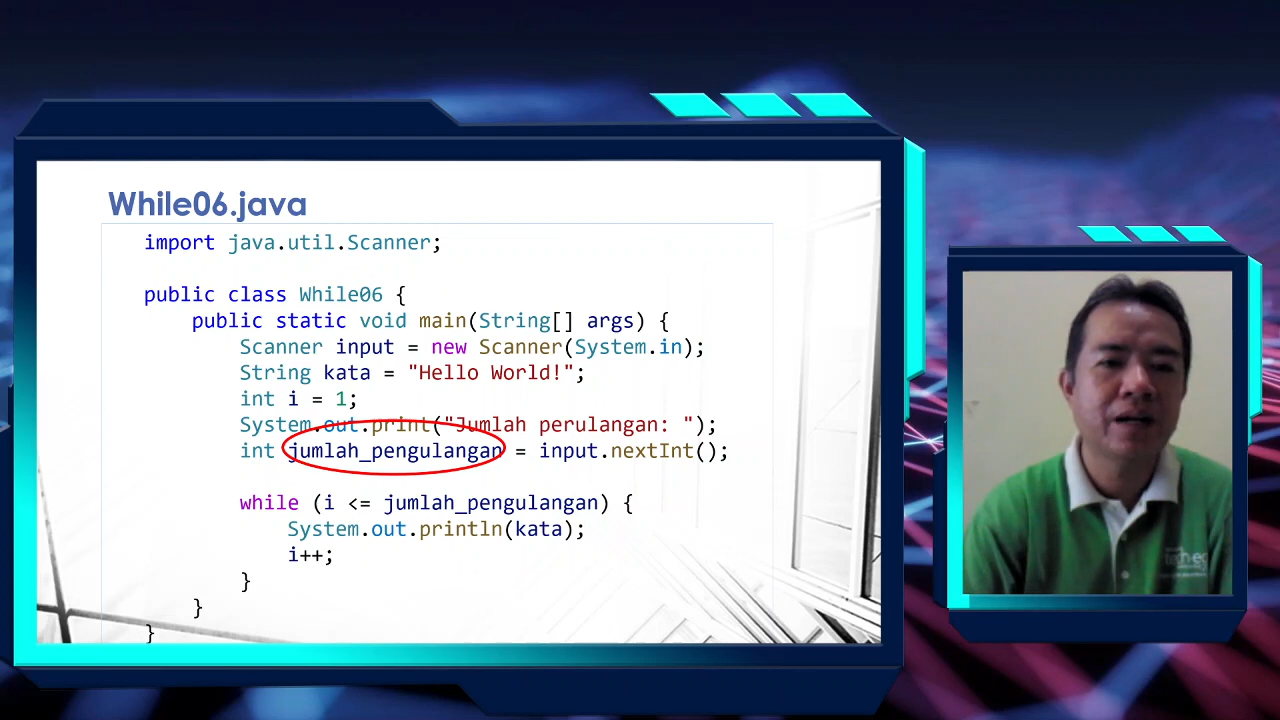 While06.java
import java.util.Scanner;
public class While06 {
public static void main(String[] args) {
Scanner input = new Scanner(System.in);
String kata = "Hello World!";
int i = 1;
System.out.print("Jumlah perulangan: ");
int jumlah_pengulangan = input.nextInt();
while (i <= jumlah_pengulangan) {
System.out.println(kata);
i++;
}
}
}